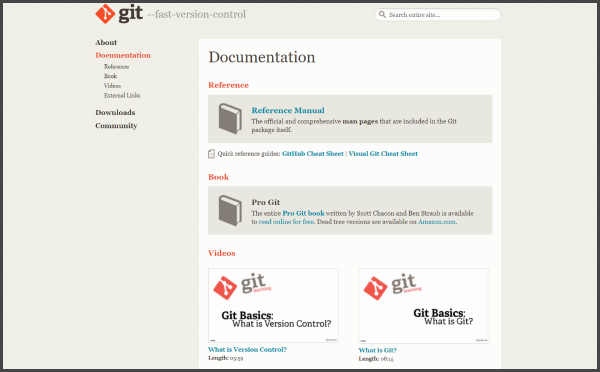 git --fast-version-control
Search entire site...
About
Documentation
Reference
Book
Videos
External Links
Downloads
Community
Documentation
Reference
Reference Manual
The official and comprehensive man pages that are included in the Git
package itself.
Quick reference guides: GitHub Cheat Sheet | Visual Git Cheat Sheet
Book
Pro Git
The entire Pro Git book written by Scott Chacon and Ben Straub is available
to read online for free. Dead tree versions are available on Amazon.com.
Videos
git
learning
Git Basics:
What is Version Control?
What is Version Control?
Length: 05:59
git
learning
Git Basics:
What is Git?
What is Git?
Length: 08:15